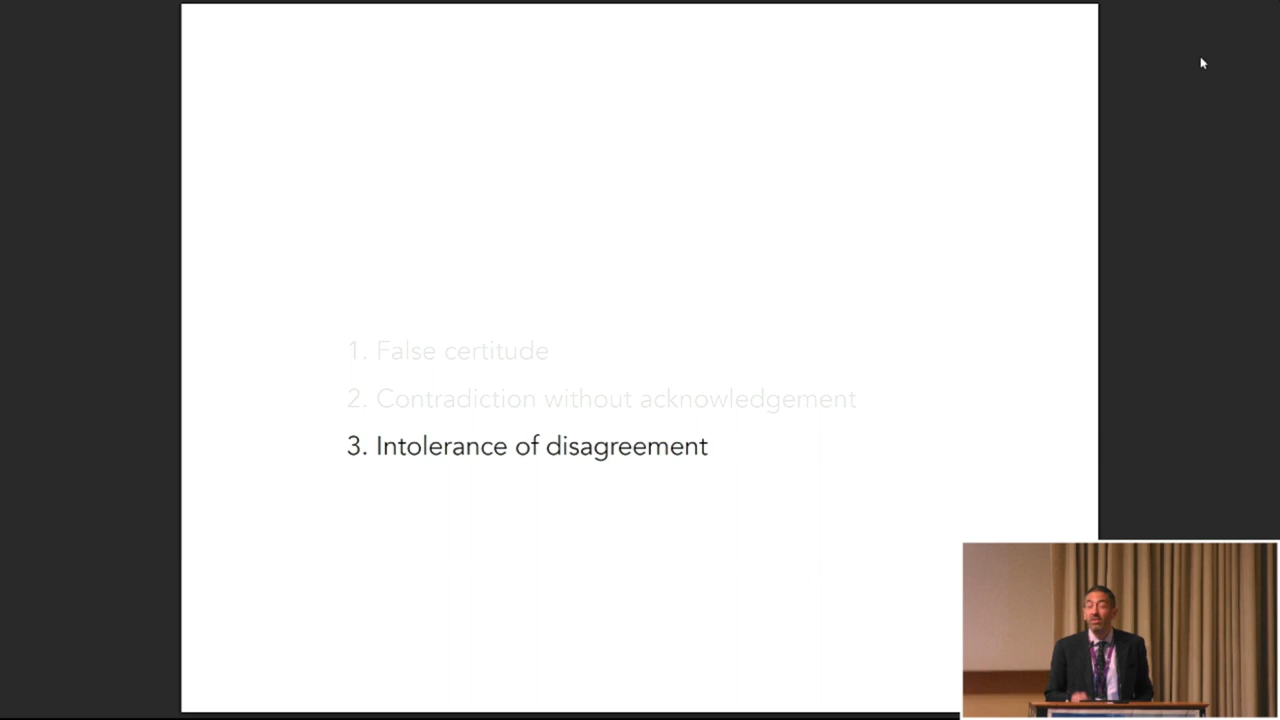 1. False certitude
2. Contradiction without acknowledgement
3. Intolerance of disagreement